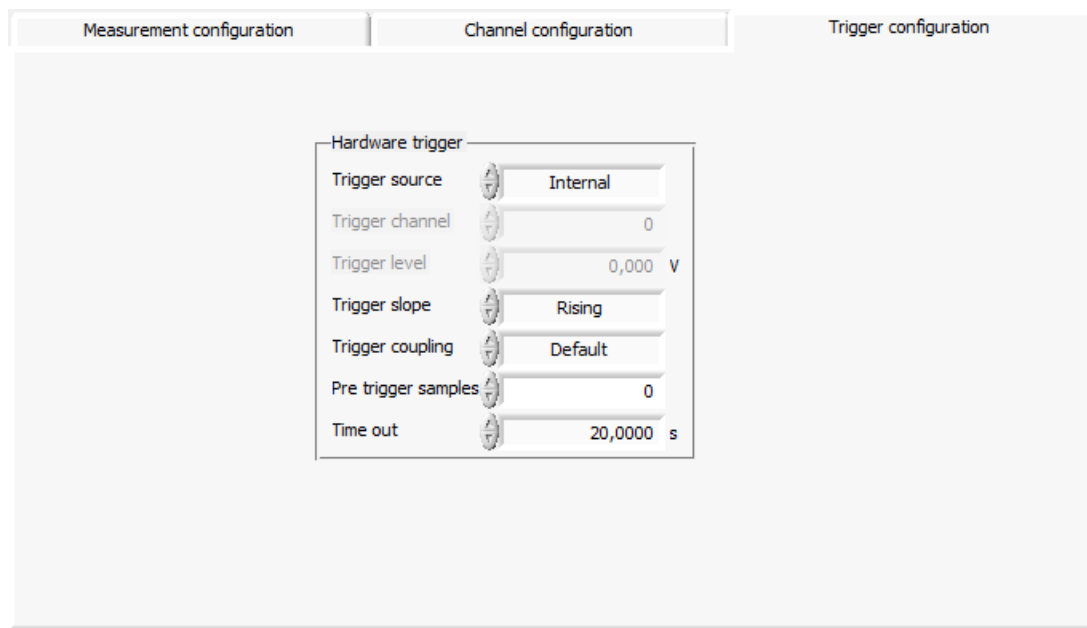 Measurement configuration Channel configuration Trigger configuration
Hardware trigger
Trigger source Internal
Trigger channel 0
Trigger level 0,000 V
Trigger slope Rising
Trigger coupling Default
Pre trigger samples 0
Time out 20,0000 s